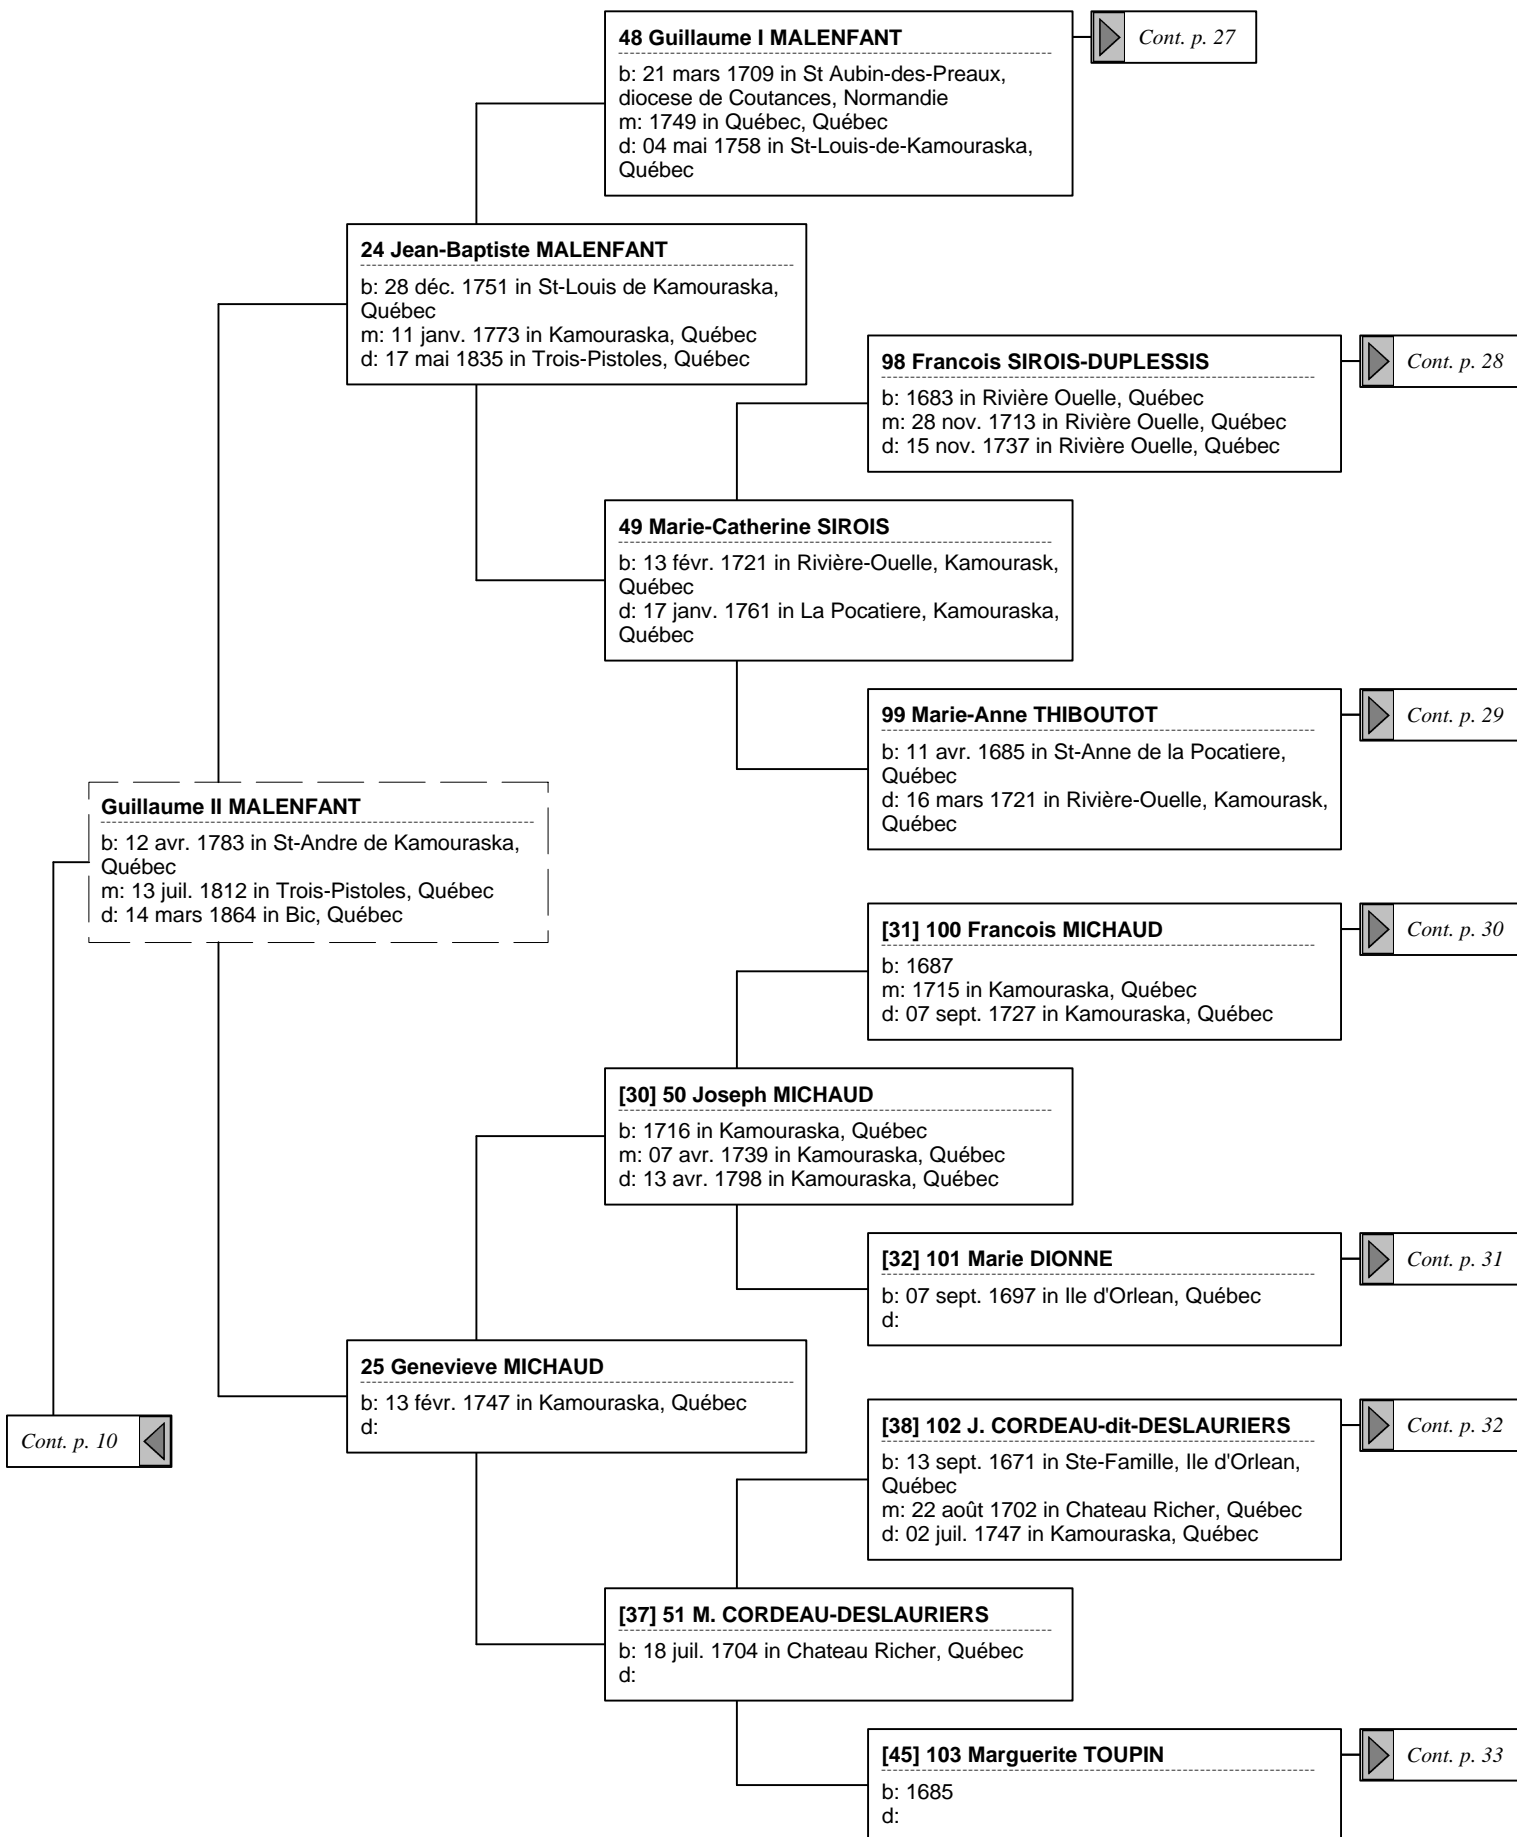 48 Guillaume I MALENFANT
b: 21 mars 1709 in St Aubin-des-Preaux,
diocese de Coutances, Normandie
m: 1749 in Québec, Québec
d: 04 mai 1758 in St-Louis-de-Kamouraska,
Québec
Cont. p. 27
24 Jean-Baptiste MALENFANT
b: 28 déc. 1751 in St-Louis de Kamouraska,
Québec
m: 11 janv. 1773 in Kamouraska, Québec
d: 17 mai 1835 in Trois-Pistoles, Québec
98 Francois SIROIS-DUPLESSIS
b: 1683 in Rivière Ouelle, Québec
m: 28 nov. 1713 in Rivière Ouelle, Québec
d: 15 nov. 1737 in Rivière Ouelle, Québec
Cont. p. 28
49 Marie-Catherine SIROIS
b: 13 févr. 1721 in Rivière-Ouelle, Kamourask,
Québec
d: 17 janv. 1761 in La Pocatiere, Kamouraska,
Québec
99 Marie-Anne THIBOUTOT
b: 11 avr. 1685 in St-Anne de la Pocatiere,
Québec
d: 16 mars 1721 in Rivière-Ouelle, Kamourask,
Québec
Cont. p. 29
Guillaume II MALENFANT
b: 12 avr. 1783 in St-Andre de Kamouraska,
Québec
m: 13 juil. 1812 in Trois-Pistoles, Québec
d: 14 mars 1864 in Bic, Québec
[31] 100 Francois MICHAUD
b: 1687
m: 1715 in Kamouraska, Québec
d: 07 sept. 1727 in Kamouraska, Québec
Cont. p. 30
[30] 50 Joseph MICHAUD
b: 1716 in Kamouraska, Québec
m: 07 avr. 1739 in Kamouraska, Québec
d: 13 avr. 1798 in Kamouraska, Québec
[32] 101 Marie DIONNE
b: 07 sept. 1697 in Ile d'Orlean, Québec
d:
Cont. p. 31
25 Genevieve MICHAUD
b: 13 févr. 1747 in Kamouraska, Québec
d:
[38] 102 J. CORDEAU-dit-DESLAURIERS
b: 13 sept. 1671 in Ste-Famille, Ile d'Orlean,
Québec
m: 22 août 1702 in Chateau Richer, Québec
d: 02 juil. 1747 in Kamouraska, Québec
Cont. p. 32
Cont. p. 10
[37] 51 M. CORDEAU-DESLAURIERS
b: 18 juil. 1704 in Chateau Richer, Québec
d:
[45] 103 Marguerite TOUPIN
b: 1685
d:
Cont. p. 33